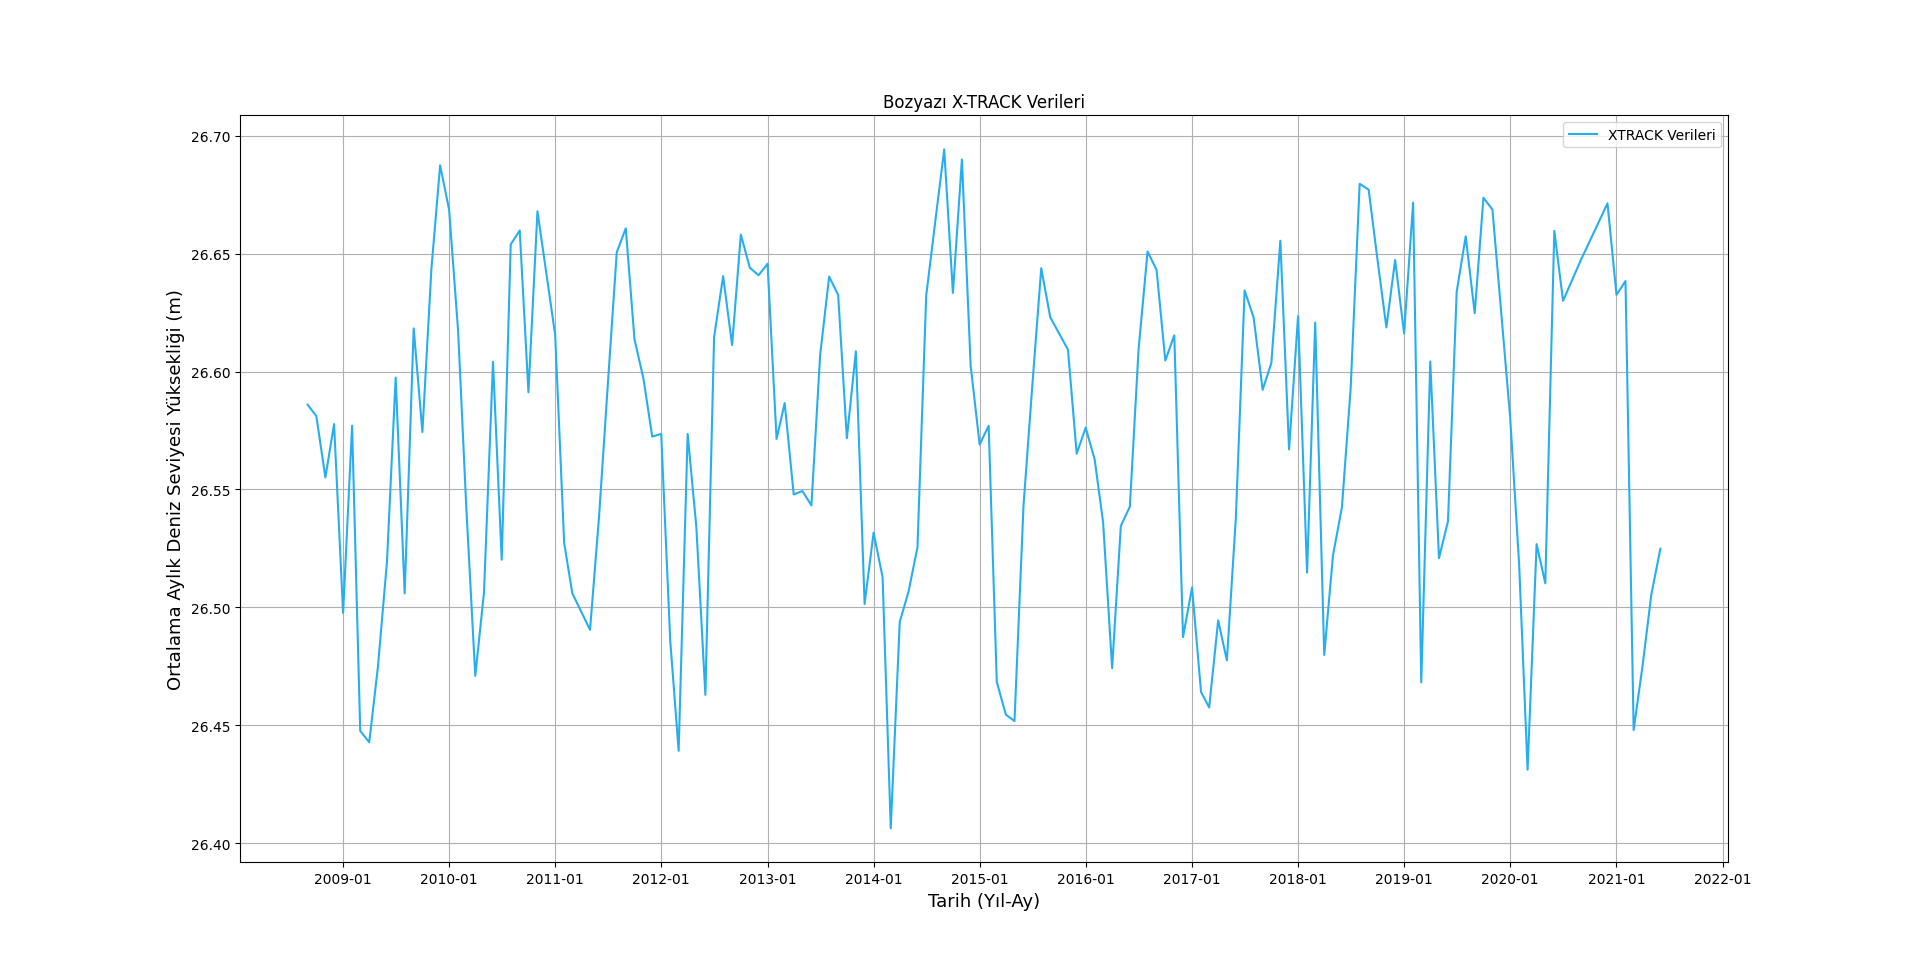 Bozyazı X-TRACK Verileri
XTRACK Verileri
Ortalama Aylık Deniz Seviyesi Yüksekliği (m)
26.70
26.65
26.60
26.55
26.50
26.45
26.40
2009-01 2010-01 2011-01 2012-01 2013-01 2014-01 2015-01 2016-01 2017-01 2018-01 2019-01 2020-01 2021-01 2022-01
Tarih (Yıl-Ay)